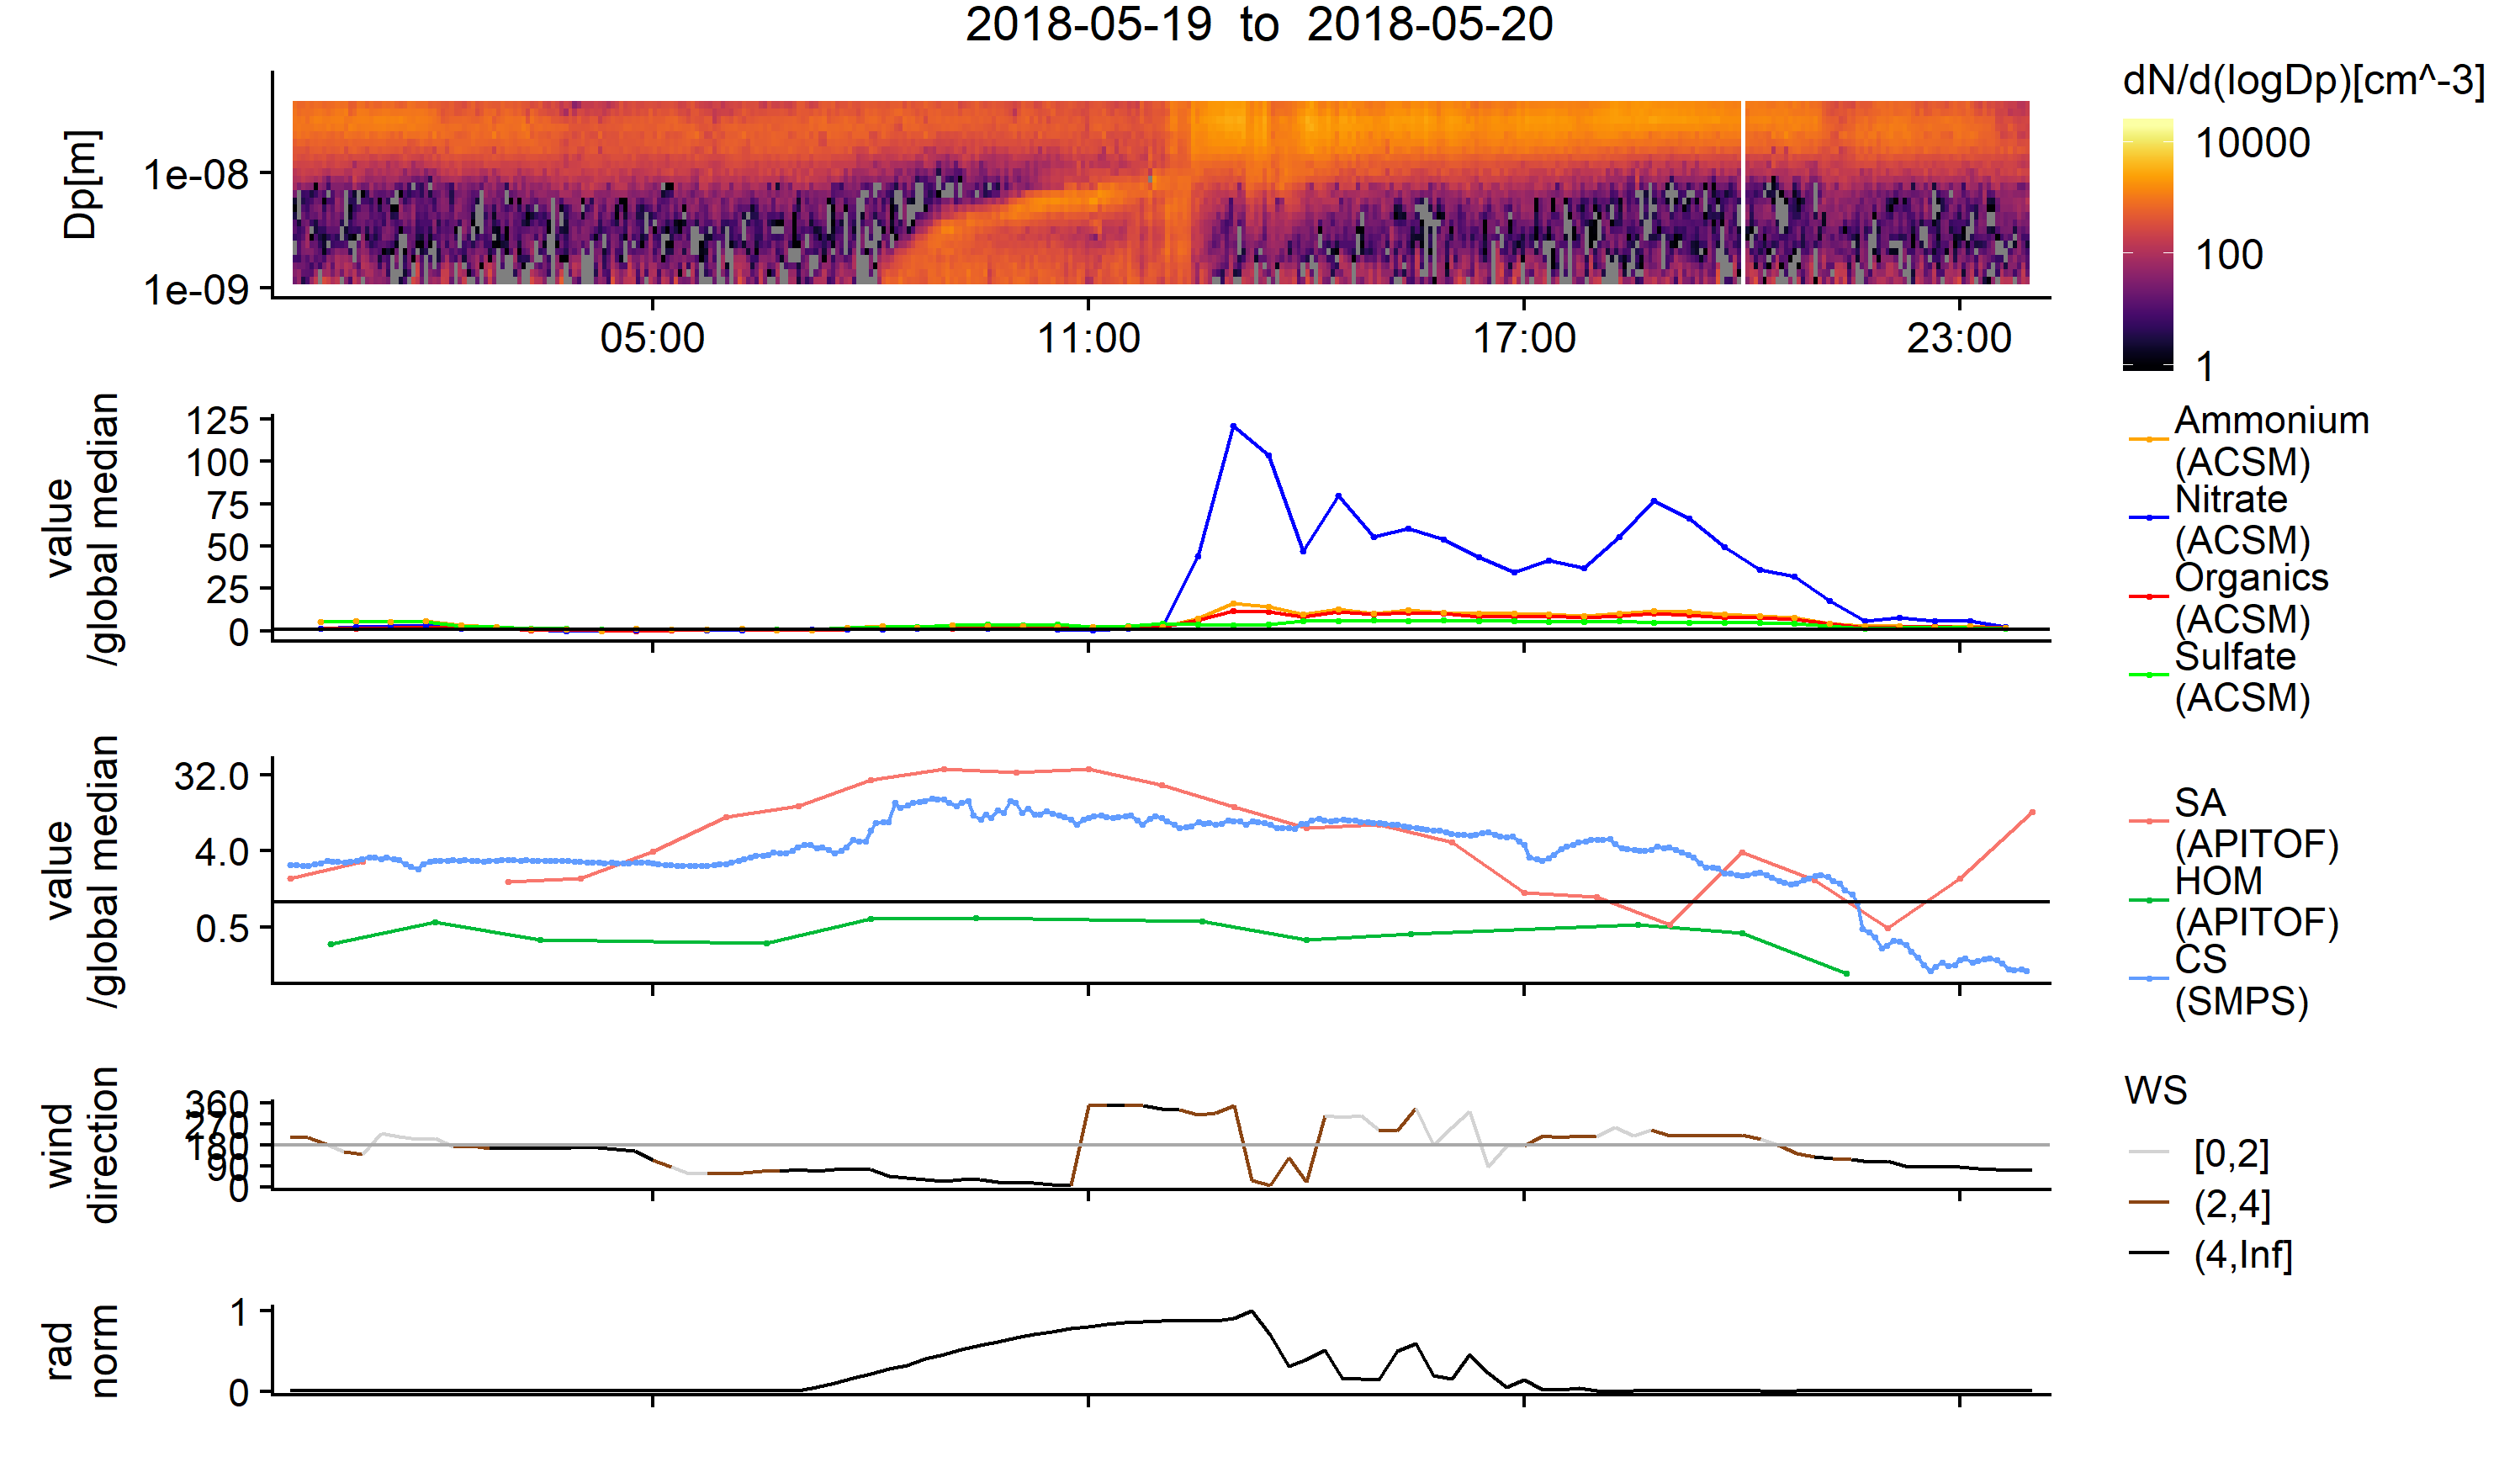 2018-05-19 to 2018-05-20
Dp[m]
1e-08
1e-09
05:00
11:00
17:00
23:00
dN/d(logDp)[cm^-3]
10000
100
1
value
/global median
125
100
75
50
25
0
Ammonium
(ACSM)
Nitrate
(ACSM)
Organics
(ACSM)
Sulfate
(ACSM)
value
/global median
32.0
4.0
0.5
SA
(APITOF)
HOM
(APITOF)
CS
(SMPS)
wind
direction
360
270
180
90
0
WS
[0,2]
(2,4]
(4,Inf]
rad
norm
1
0